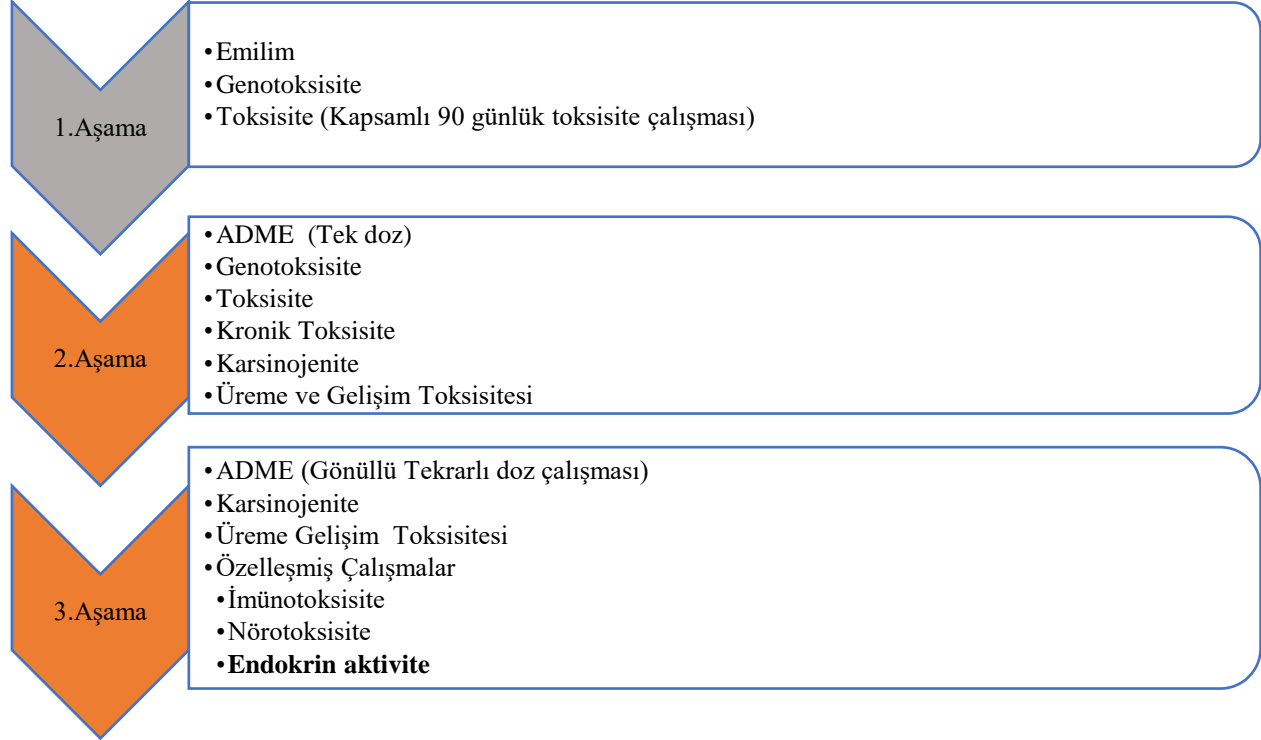 1.Aşama
•Emilim
•Genotoksisite
•Toksisite (Kapsamlı 90 günlük toksisite çalışması)
2.Aşama
•ADME (Tek doz)
•Genotoksisite
•Toksisite
•Kronik Toksisite
•Karsinojenite
•Üreme ve Gelişim Toksisitesi
3.Aşama
•ADME (Gönüllü Tekrarlı doz çalışması)
•Karsinojenite
•Üreme Gelişim Toksisitesi
•Özelleşmiş Çalışmalar
•İmünotoksisite
•Nörotoksisite
•Endokrin aktivite